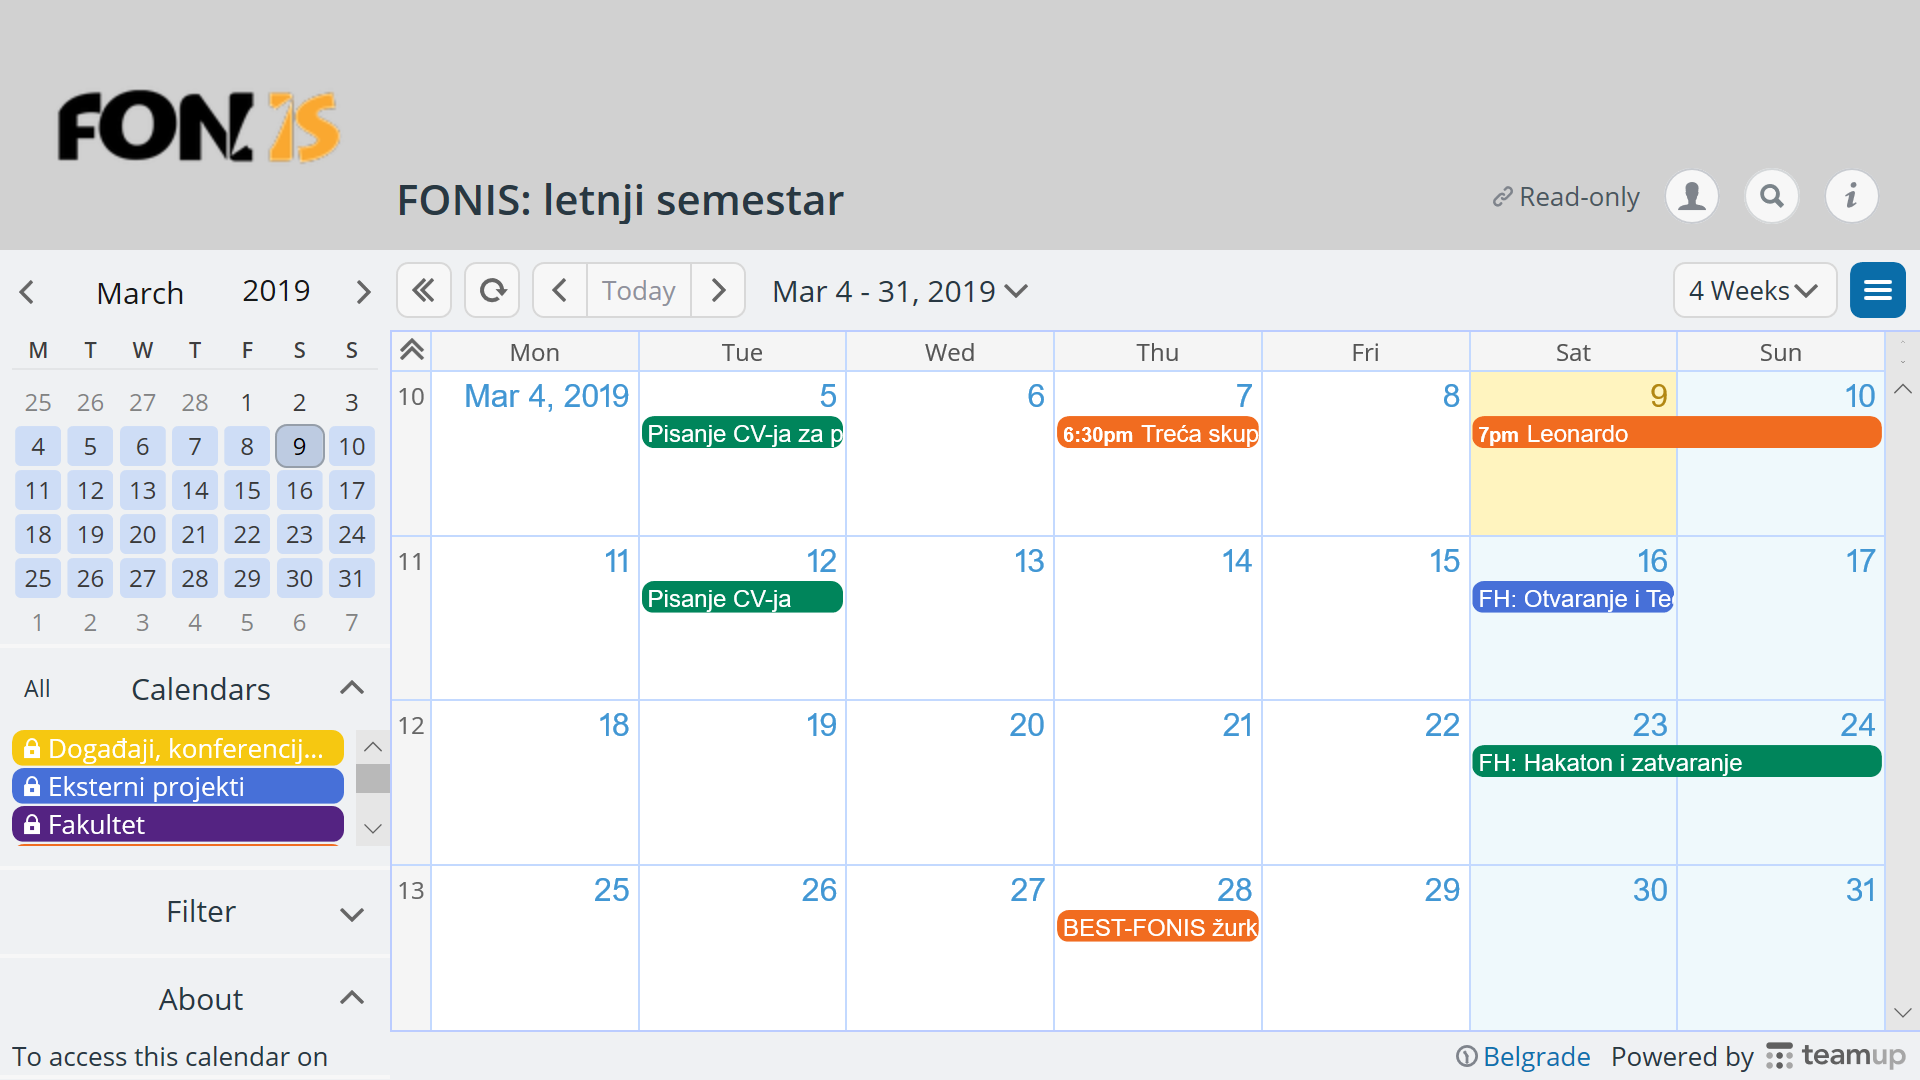 FONIS
FONIS: letnji semestar
Read-only
March 2019
M T W T F S S
25 26 27 28 1 2 3
4 5 6 7 8 9 10
11 12 13 14 15 16 17
18 19 20 21 22 23 24
25 26 27 28 29 30 31
1 2 3 4 5 6 7
All Calendars
Događaji, konferencij...
Eksterni projekti
Fakultet
Filter
About
To access this calendar on
Today Mar 4 - 31, 2019 4 Weeks
Mon Tue Wed Thu Fri Sat Sun
10 Mar 4, 2019 5 6 7 8 9 10
Pisanje CV-ja za p 6:30pm Treća skup 7pm Leonardo
11 11 12 13 14 15 16 17
Pisanje CV-ja FH: Otvaranje i Te
12 18 19 20 21 22 23 24
FH: Hakaton i zatvaranje
13 25 26 27 28 29 30 31
BEST-FONIS žurk
Belgrade Powered by teamup